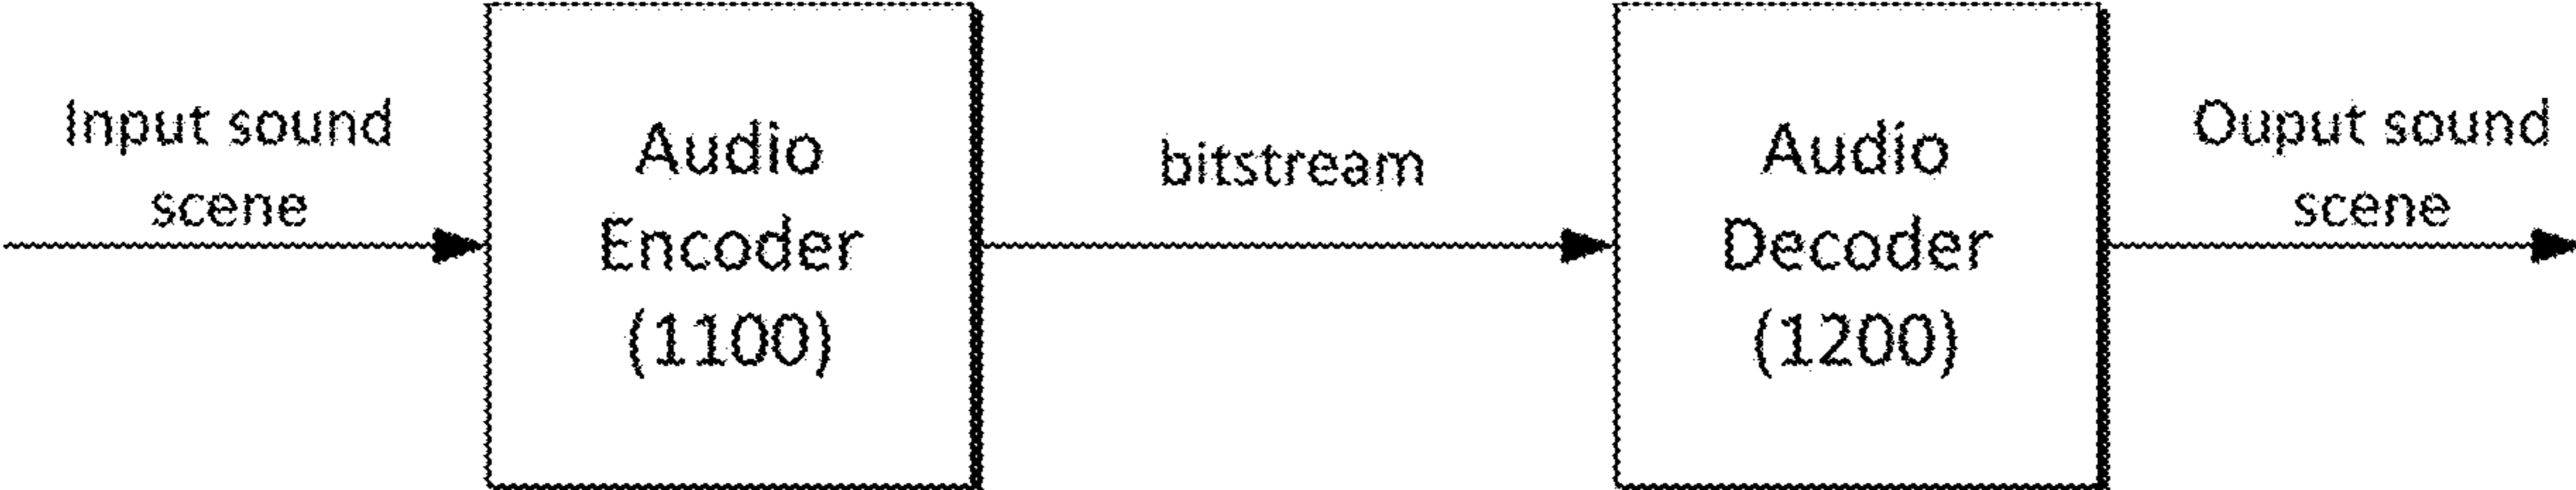 Input sound
scene
Audio
Encoder
(1100)
bitstream
Audio
Decoder
(1200)
Ouput sound
scene